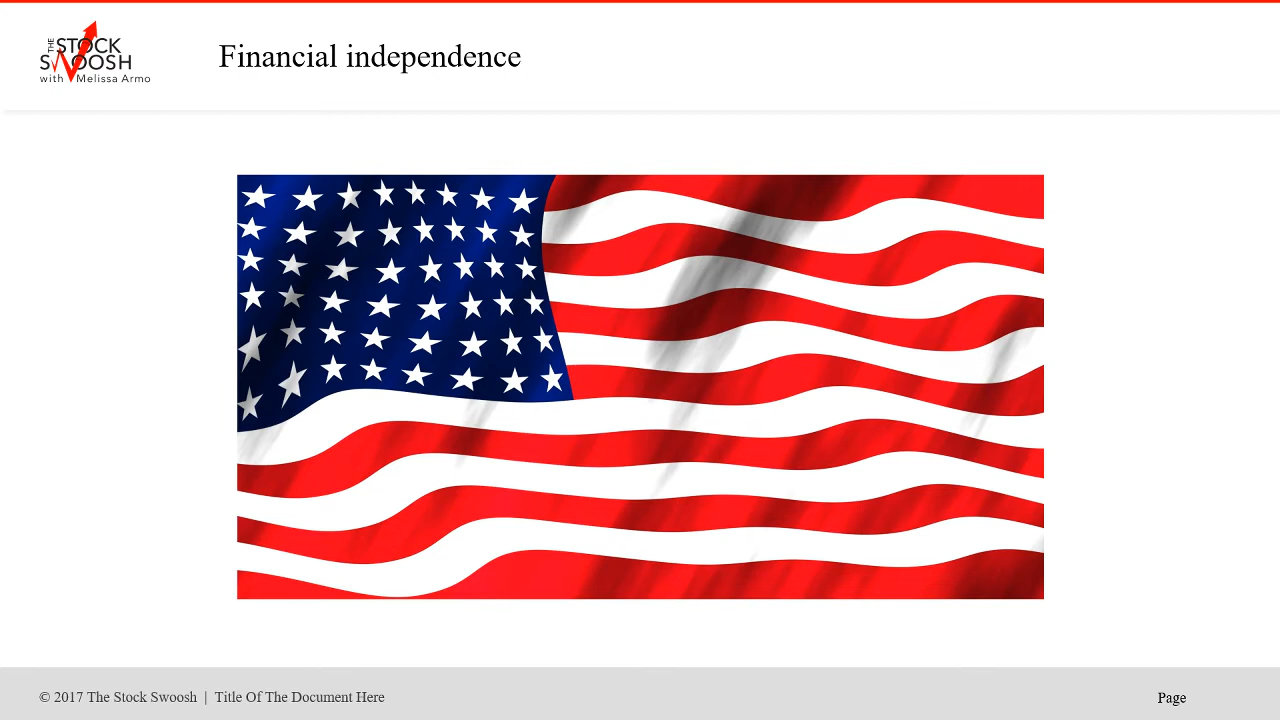 THE STOCK
SWOOSH
with Melissa Armo
Financial independence
© 2017 The Stock Swoosh | Title Of The Document Here
Page